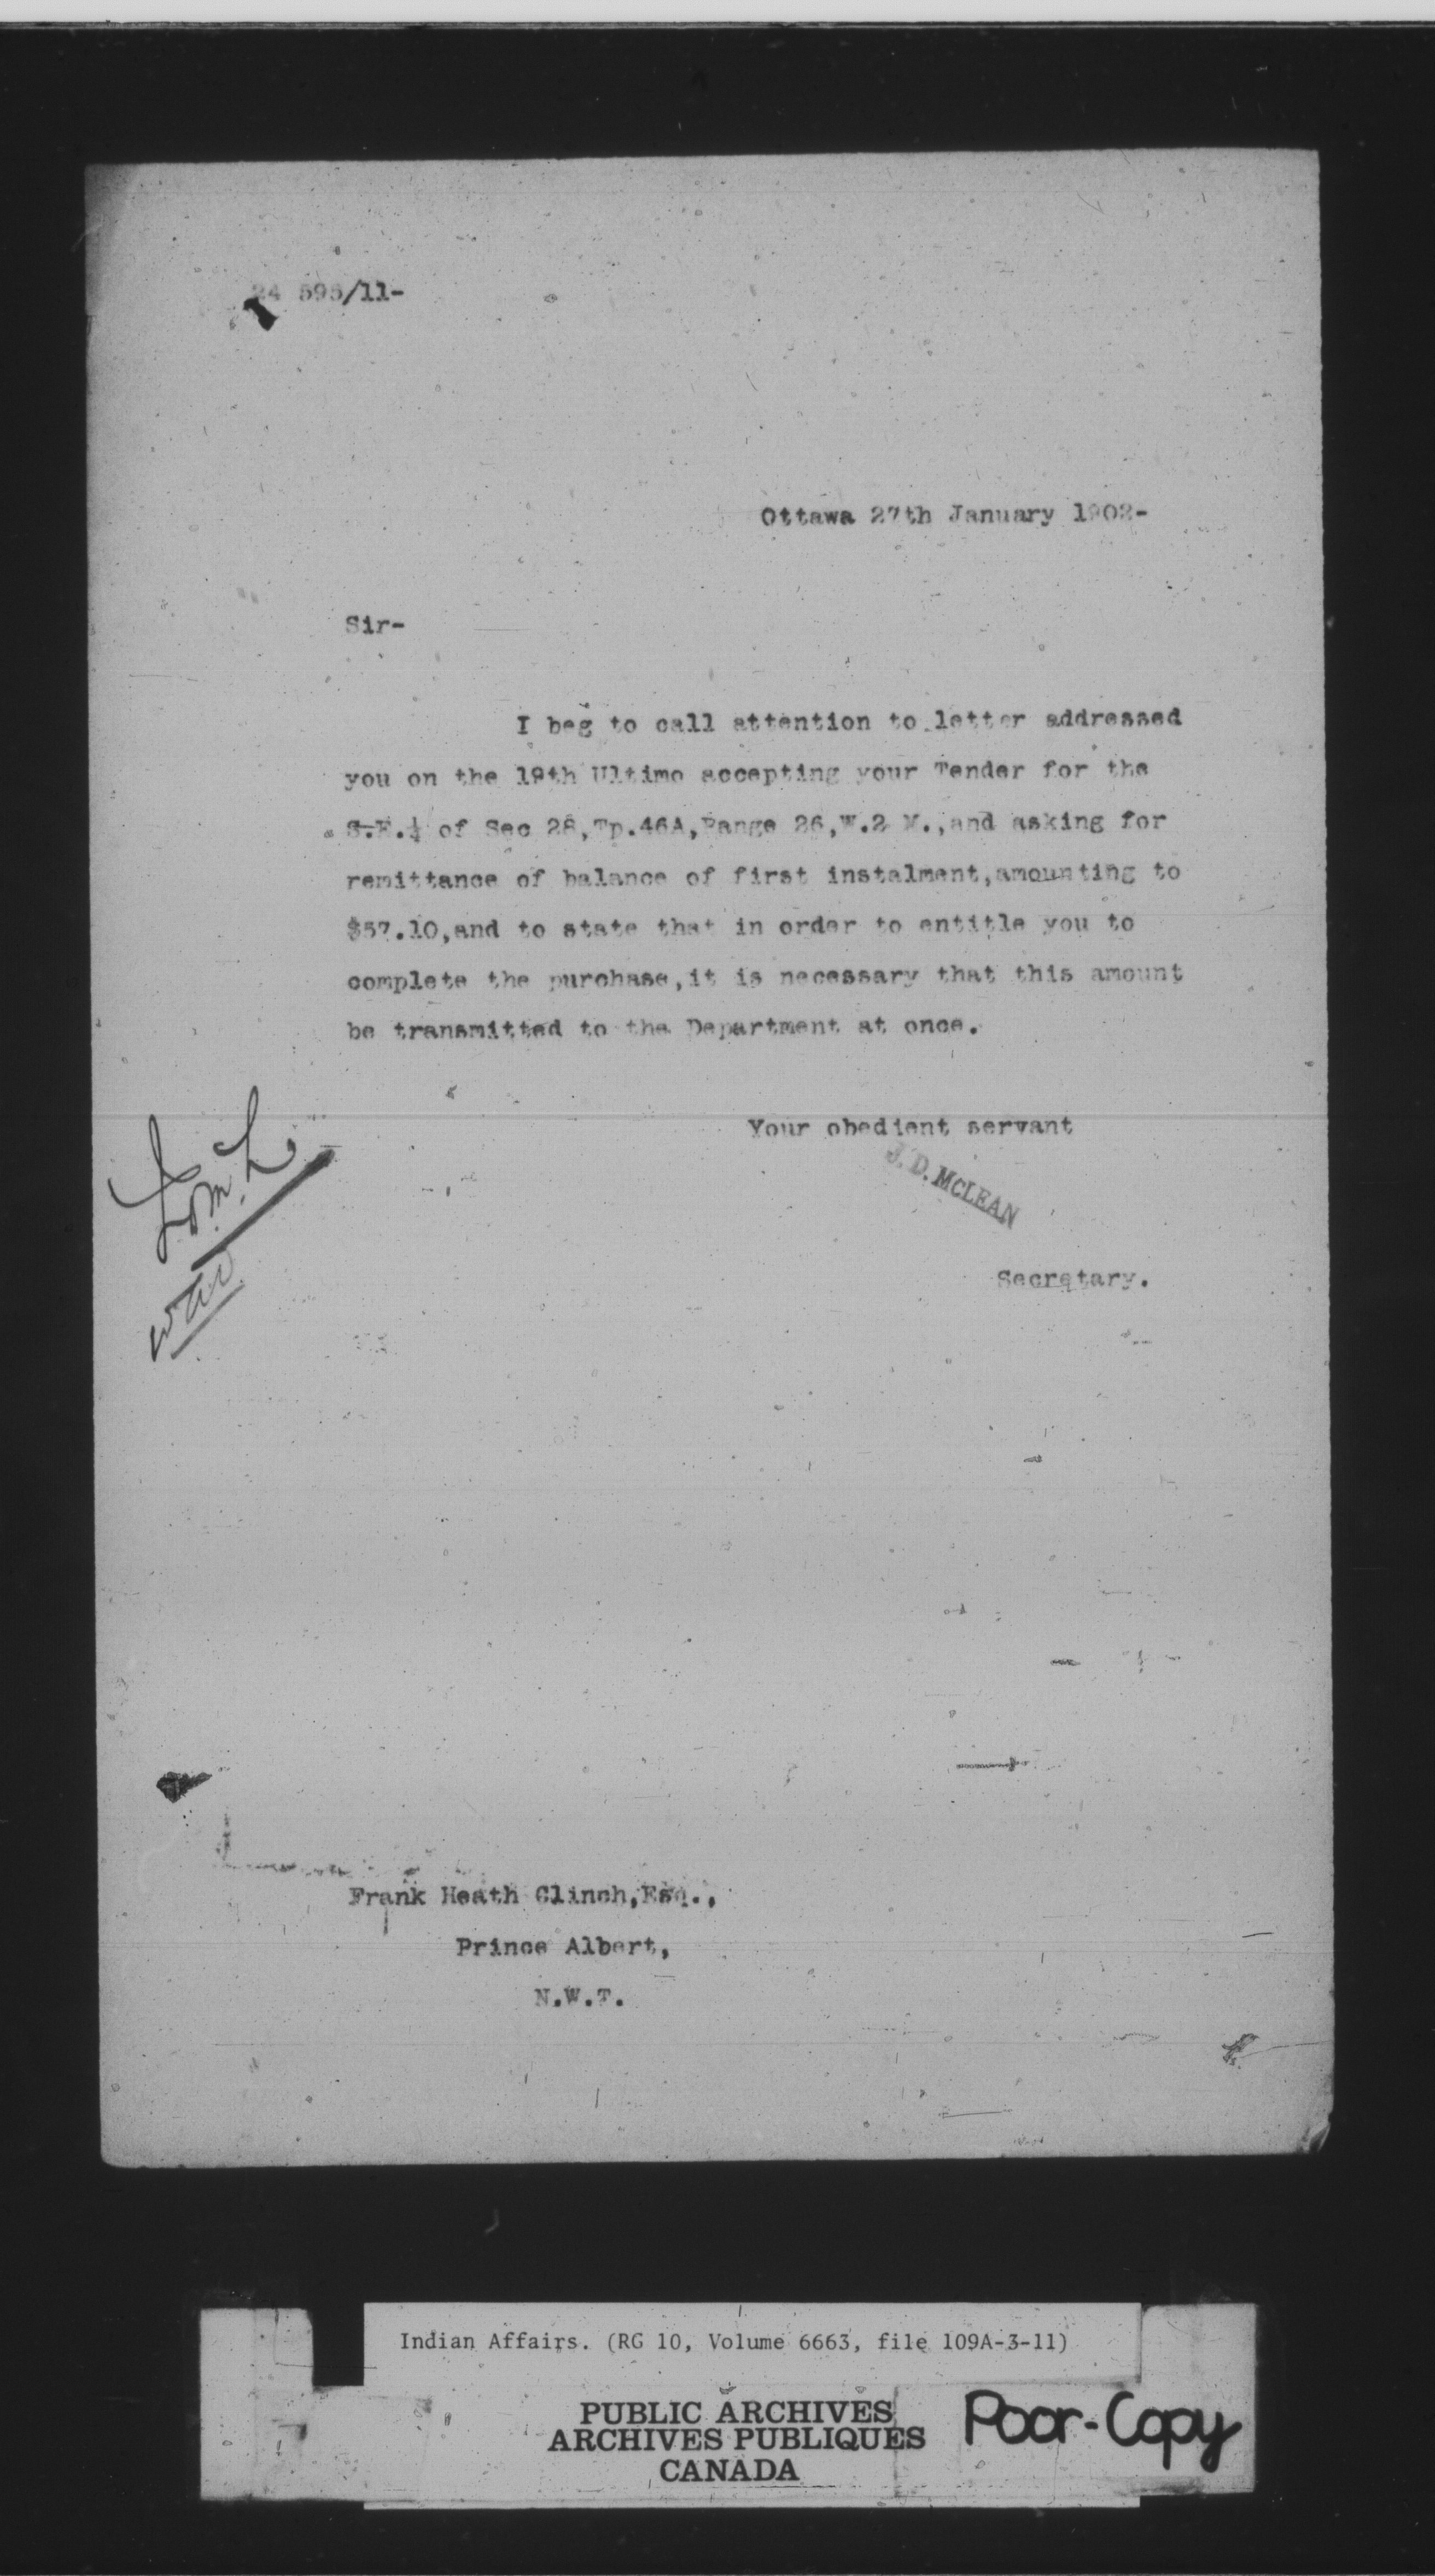 24 595/11-
Ottawa 27th January 1902-
Sir-
I beg to call attention to letter addressed
you on the 19th Ultimo accepting your Tender for the
S.E.¼ of Sec 28,Tp.46A,Range 26,W.2 M.,and asking for
remittance of balance of first instalment,amounting to
$57.10,and to state that in order to entitle you to
complete the purchase,it is necessary that this amount
be transmitted to the Department at once.
Your obedient servant
J. D. MCLEAN
Secretary.
Frank Heath Clinch,Esq.,
Prince Albert,
N.W.T.
Indian Affairs. (RG 10, Volume 6663, file 109A-3-11)
PUBLIC ARCHIVES
ARCHIVES PUBLIQUES
CANADA
Poor-Copy